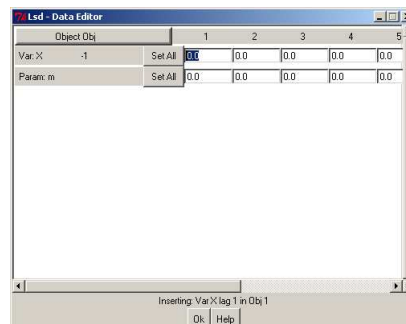 Lsd - Data Editor
Object Obj 1 2 3 4 5
Var: X -1 Set All 0.0 0.0 0.0 0.0 0.0
Param: m Set All 0.0 0.0 0.0 0.0 0.0
Inserting: Var X lag 1 in Obj 1
Ok Help